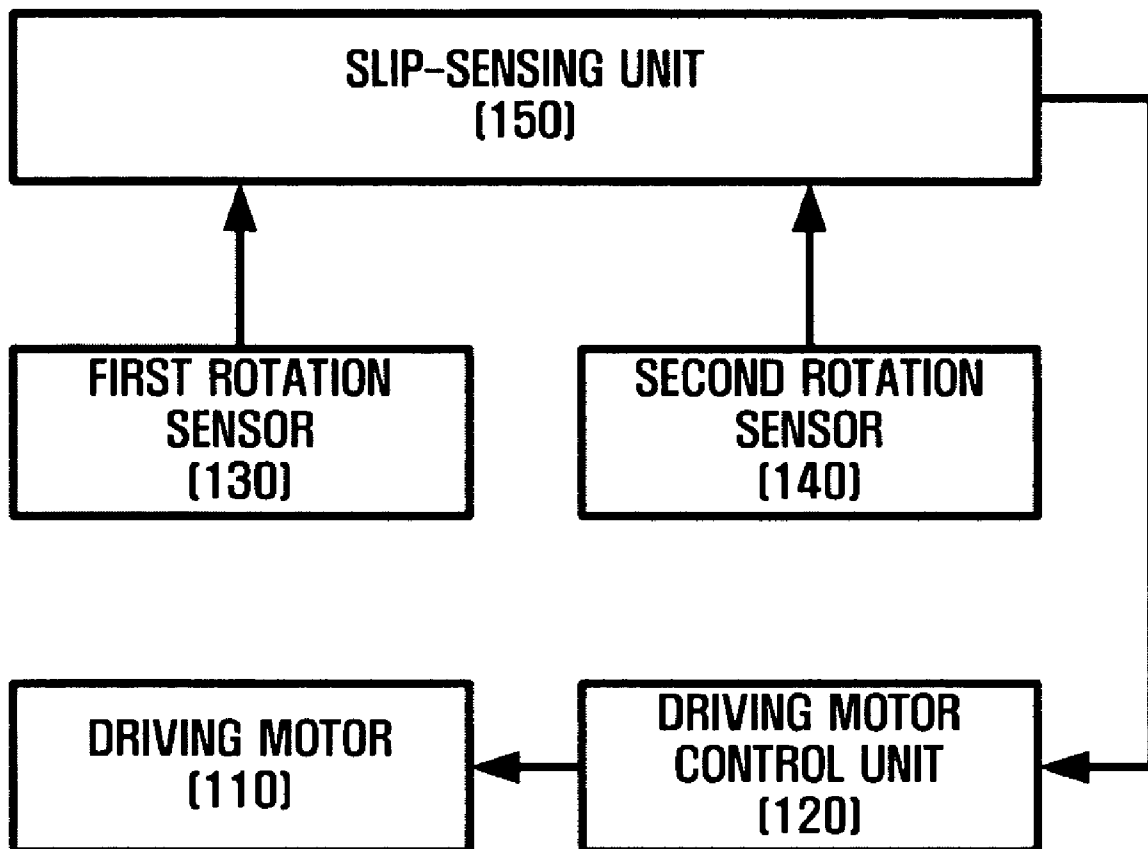 SLIP-SENSING UNIT
(150)
FIRST ROTATION
SENSOR
(130)
SECOND ROTATION
SENSOR
(140)
DRIVING MOTOR
(110)
DRIVING MOTOR
CONTROL UNIT
(120)